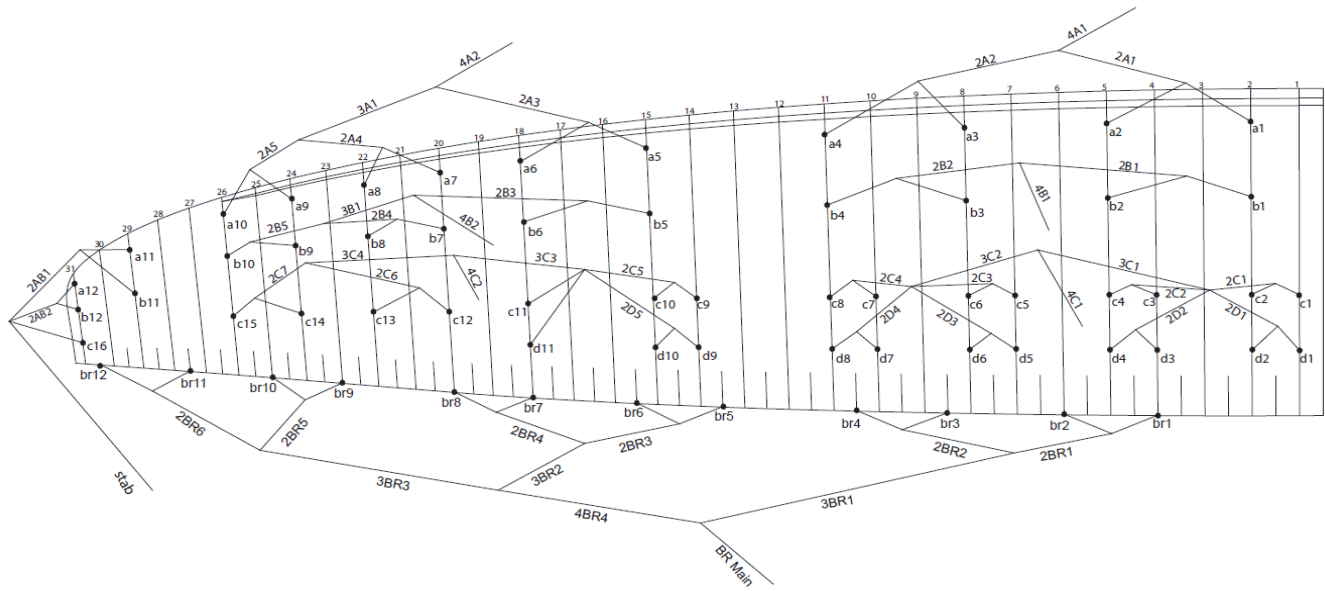 4A1
4A2
2A2
2A1
3A1
2A3
2A4
2A5
31 30 29 28 27 26 25 24 23 22 21 20 19 18 17 16 15 14 13 12 11 10 9 8 7 6 5 4 3 2 1
a12 a11 a10 a9 a8 a7 a6 a5 a4 a3 a2 a1
2AB1
2AB2
2B5 3B1 2B4 4B2 2B3 2B2 4B1 2B1
b12 b11 b10 b9 b8 b7 b6 b5 b4 b3 b2 b1
2C7 3C4 2C6 4C2 3C3 2C5 2C4 3C2 2C3 4C1 3C1 2C2 2C1
c16 c15 c14 c13 c12 c11 c10 c9 c8 c7 c6 c5 c4 c3 c2 c1
2D5 2D4 2D3 2D2 2D1
d11 d10 d9 d8 d7 d6 d5 d4 d3 d2 d1
br12 br11 br10 br9 br8 br7 br6 br5 br4 br3 br2 br1
2BR6 2BR5 2BR4 2BR3 2BR2 2BR1
stab
3BR3 3BR2 3BR1
4BR4
BR Main